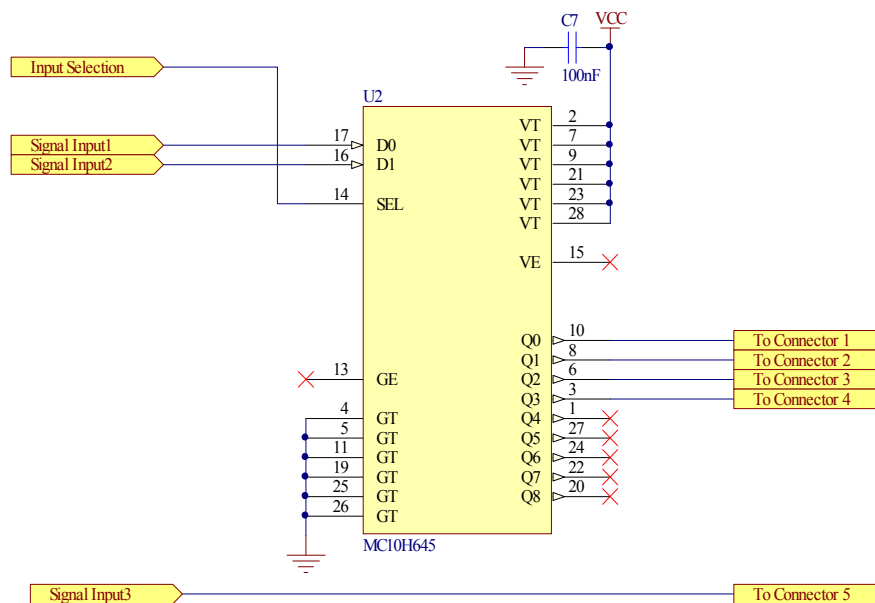 C7
VCC
100nF
Input Selection
U2
Signal Input1
Signal Input2
17 D0
16 D1
14 SEL
VT 2
VT 7
VT 9
VT 21
VT 23
VT 28
VE 15
Q0 10 To Connector 1
Q1 8 To Connector 2
Q2 6 To Connector 3
Q3 3 To Connector 4
Q4 1
Q5 27
Q6 24
Q7 22
Q8 20
13 GE
4 GT
5 GT
11 GT
19 GT
25 GT
26 GT
MC10H645
Signal Input3
To Connector 5